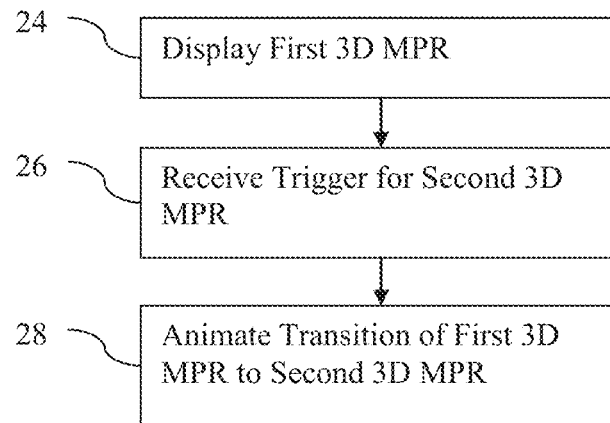 24
Display First 3D MPR
26
Receive Trigger for Second 3D
MPR
28
Animate Transition of First 3D
MPR to Second 3D MPR